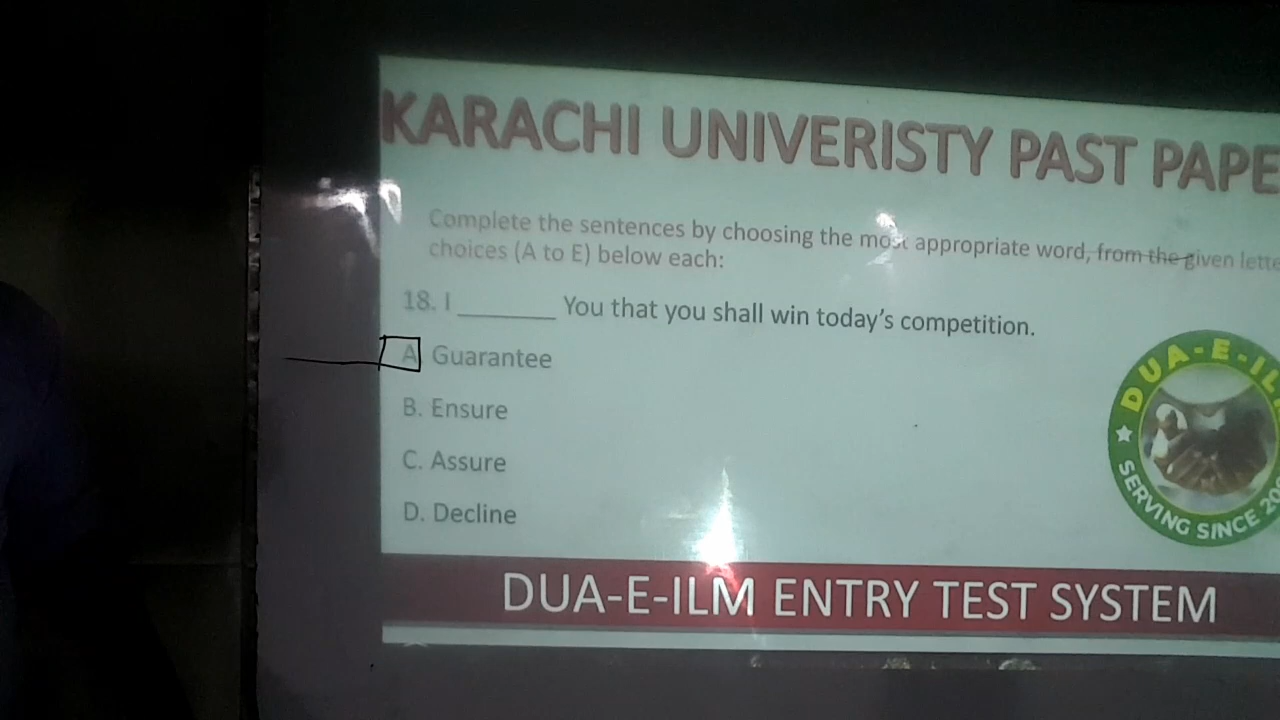 KARACHI UNIVERISTY PAST PAPE
Complete the sentences by choosing the most appropriate word, from the given lette
choices (A to E) below each:
18. I ________ You that you shall win today's competition.
A Guarantee
B. Ensure
C. Assure
D. Decline
DUA-E-IL
SERVING SINCE 20
DUA-E-ILM ENTRY TEST SYSTEM